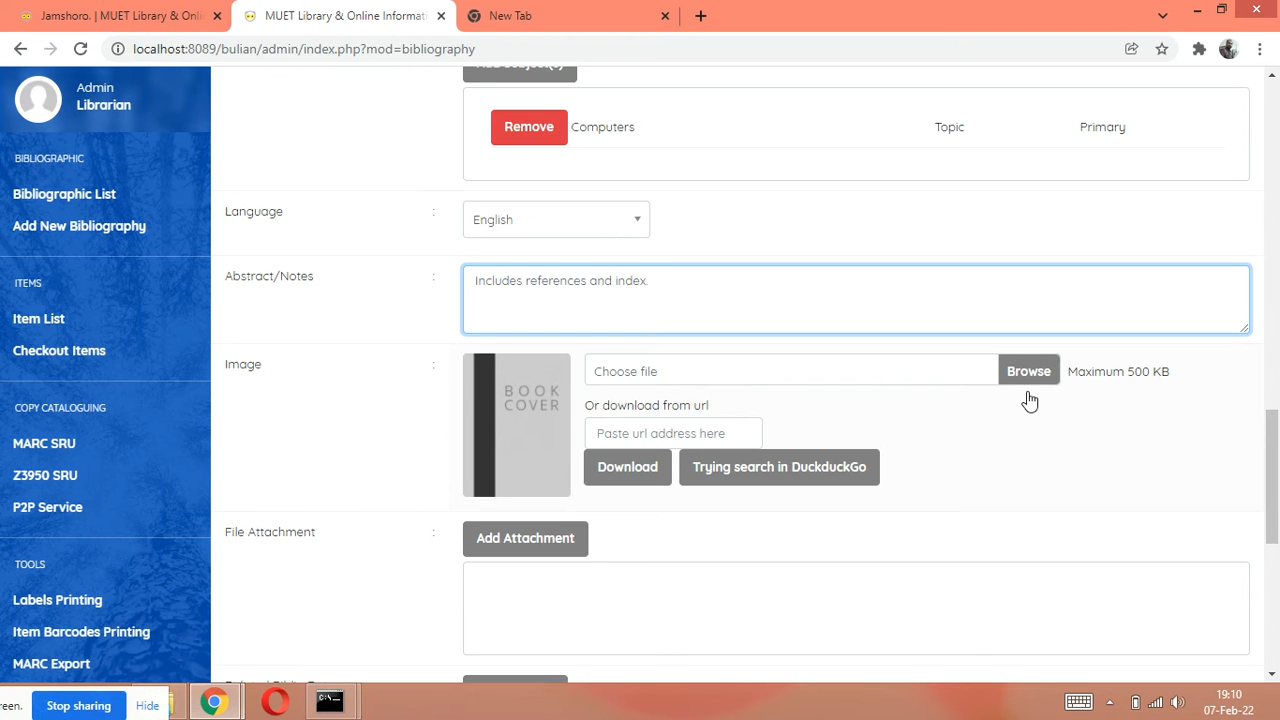 Jamshoro. | MUET Library & Onli
MUET Library & Online Informati
New Tab
localhost:8089/bulian/admin/index.php?mod=bibliography
Admin
Librarian
BIBLIOGRAPHIC
Bibliographic List
Add New Bibliography
ITEMS
Item List
Checkout Items
COPY CATALOGUING
MARC SRU
Z3950 SRU
P2P Service
TOOLS
Labels Printing
Item Barcodes Printing
MARC Export
Remove Computers Topic Primary
Language : English
Abstract/Notes : Includes references and index.
Image :
BOOK
COVER
Choose file Browse Maximum 500 KB
Or download from url
Paste url address here
Download Trying search in DuckduckGo
File Attachment : Add Attachment
reen. Stop sharing Hide
19:10
07-Feb-22